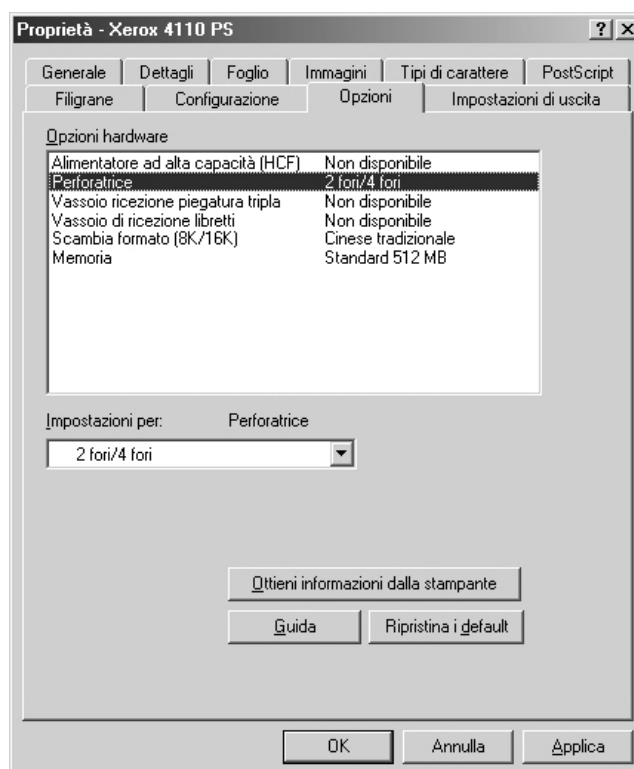 Proprietà - Xerox 4110 PS
Generale Dettagli Foglio Immagini Tipi di carattere PostScript
Filigrane Configurazione Opzioni Impostazioni di uscita
Opzioni hardware
Alimentatore ad alta capacità (HCF) Non disponibile
Perforatrice 2 fori/4 fori
Vassoio ricezione piegatura tripla Non disponibile
Vassoio di ricezione libretti Non disponibile
Scambia formato (8K/16K) Cinese tradizionale
Memoria Standard 512 MB
Impostazioni per: Perforatrice
2 fori/4 fori
Ottieni informazioni dalla stampante
Guida Ripristina i default
OK Annulla Applica